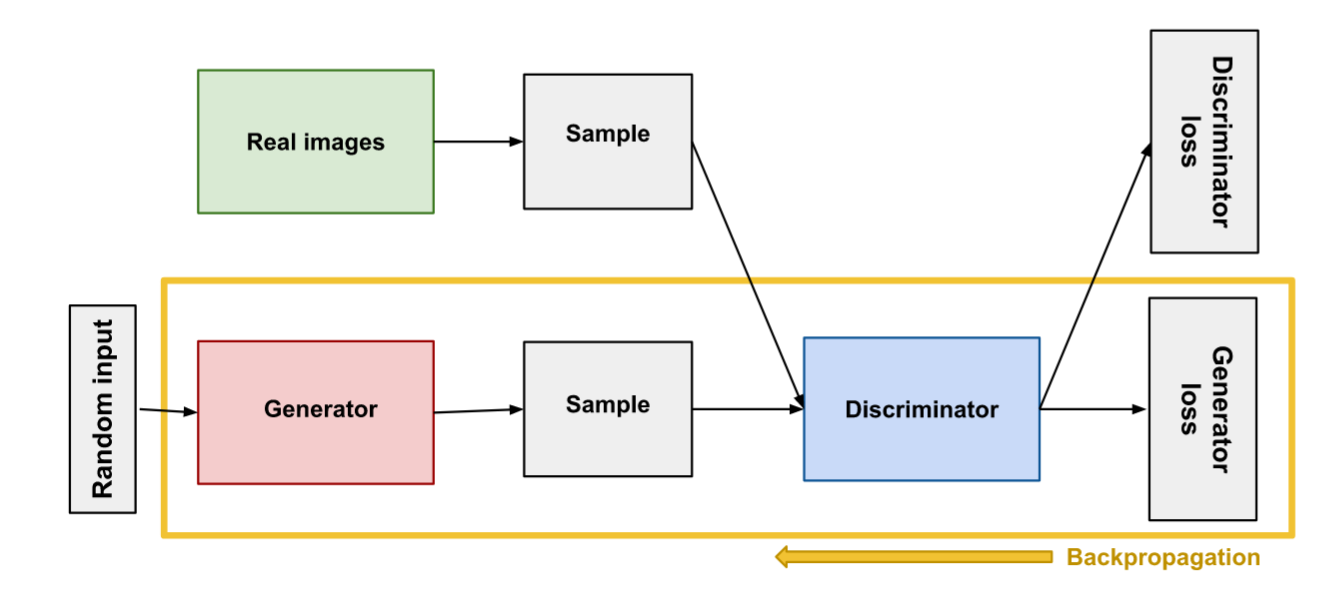 Real images
Sample
Discriminator
loss
Random input
Generator
Sample
Discriminator
Generator
loss
Backpropagation